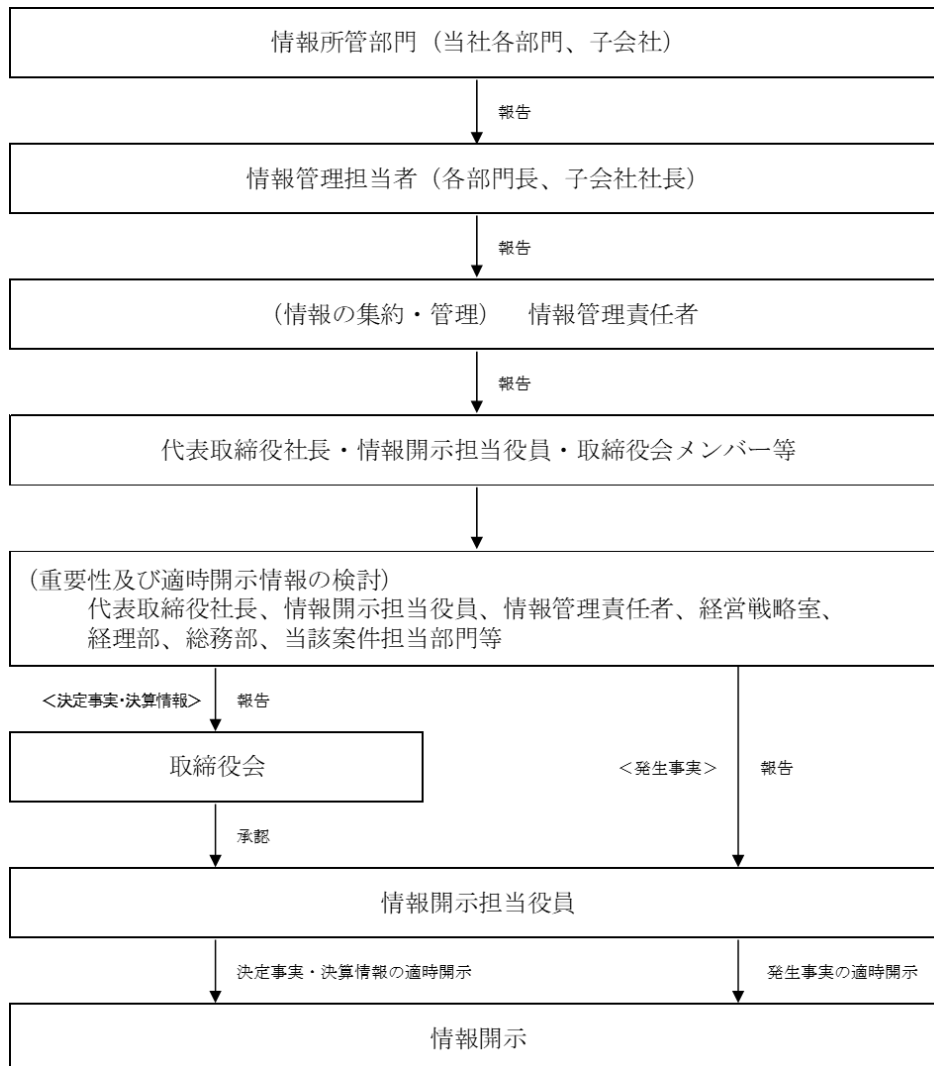 情報所管部門（当社各部門、子会社）
報告
情報管理担当者（各部門長、子会社社長）
報告
（情報の集約・管理）　情報管理責任者
報告
代表取締役社長・情報開示担当役員・取締役会メンバー等
（重要性及び適時開示情報の検討）
代表取締役社長、情報開示担当役員、情報管理責任者、経営戦略室、
経理部、総務部、当該案件担当部門等
＜決定事実・決算情報＞　報告
取締役会
＜発生事実＞　報告
承認
情報開示担当役員
決定事実・決算情報の適時開示
発生事実の適時開示
情報開示